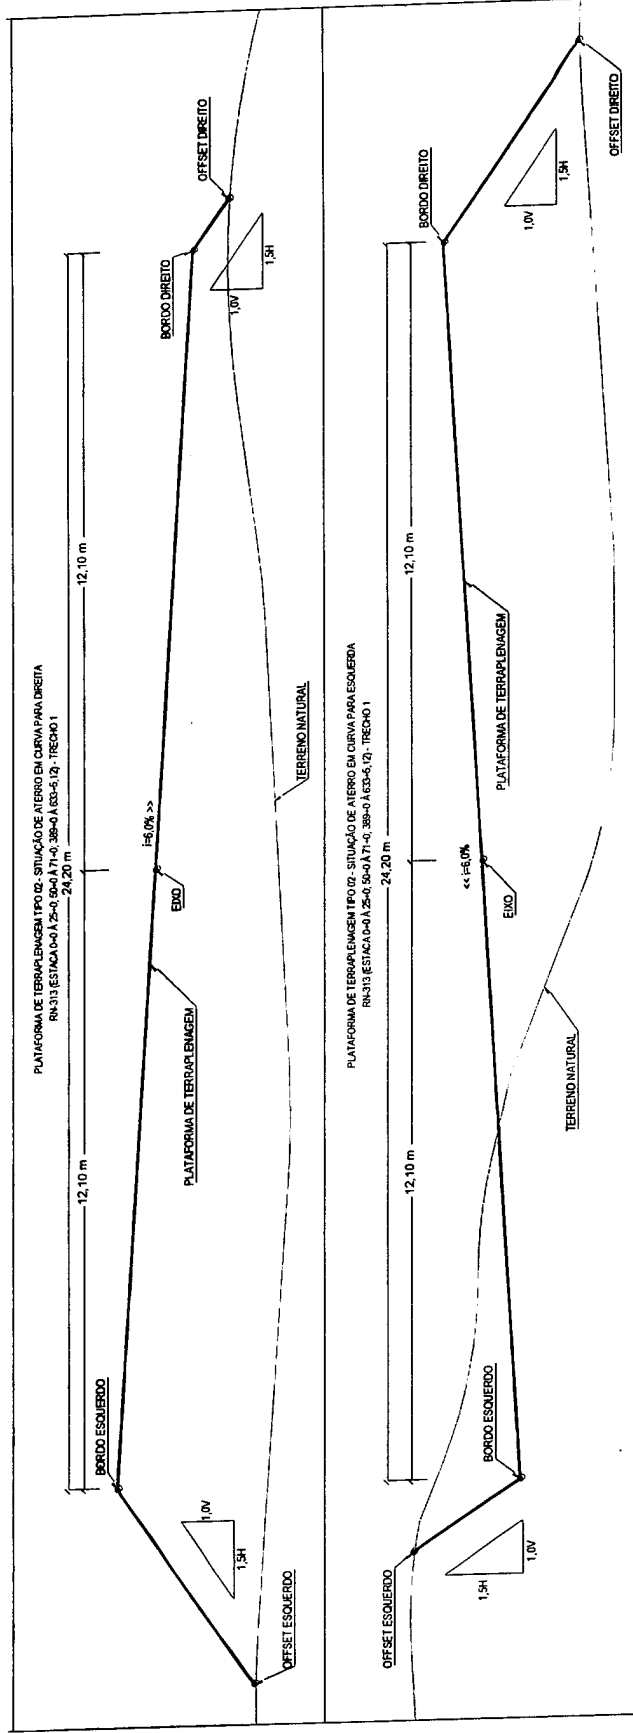 PLATAFORMA DE TERRAPLENAGEM TIPO 02 - SITUAÇÃO DE ATERRO EM CURVA PARA DIREITA
RN-313 (ESTACA 0+0 À 25+0; 50+0 À 71+0; 389+0 À 633+5,12) - TRECHO 1
24,20 m
12,10 m
12,10 m
BORDO ESQUERDO
1,0V
1,5H
OFFSET ESQUERDO
PLATAFORMA DE TERRAPLENAGEM
i=6,0% >>
EIXO
TERRENO NATURAL
BORDO DIREITO
OFFSET DIREITO
1,0V
1,5H
PLATAFORMA DE TERRAPLENAGEM TIPO 02 - SITUAÇÃO DE ATERRO EM CURVA PARA ESQUERDA
RN-313 (ESTACA 0+0 À 25+0; 50+0 À 71+0; 389+0 À 633+5,12) - TRECHO 1
24,20 m
12,10 m
12,10 m
OFFSET ESQUERDO
1,5H
1,0V
BORDO ESQUERDO
TERRENO NATURAL
<< i=6,0%
EIXO
PLATAFORMA DE TERRAPLENAGEM
BORDO DIREITO
1,0V
1,5H
OFFSET DIREITO